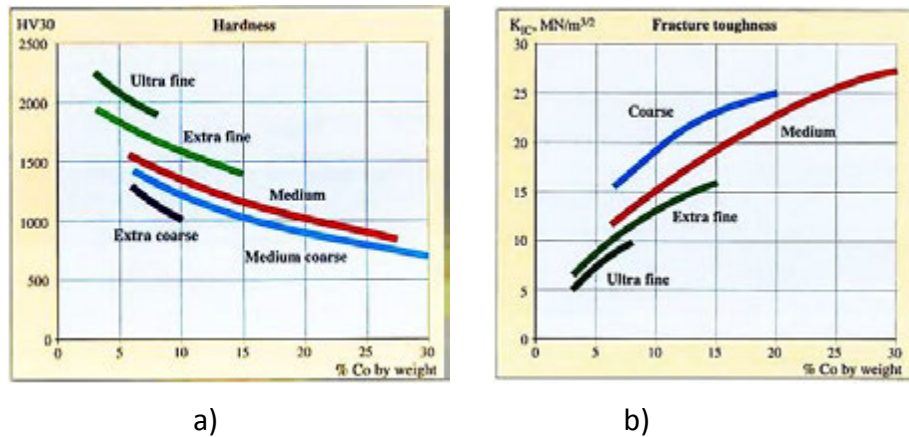 HV30 Hardness
2500
2000
1500
1000
500
0
Ultra fine
Extra fine
Medium
Extra coarse
Medium coarse
0 5 10 15 20 25 30
% Co by weight
a)
K_IC, MN/m^3/2 Fracture toughness
30
25
20
15
10
5
0
Coarse
Medium
Extra fine
Ultra fine
0 5 10 15 20 25 30
% Co by weight
b)